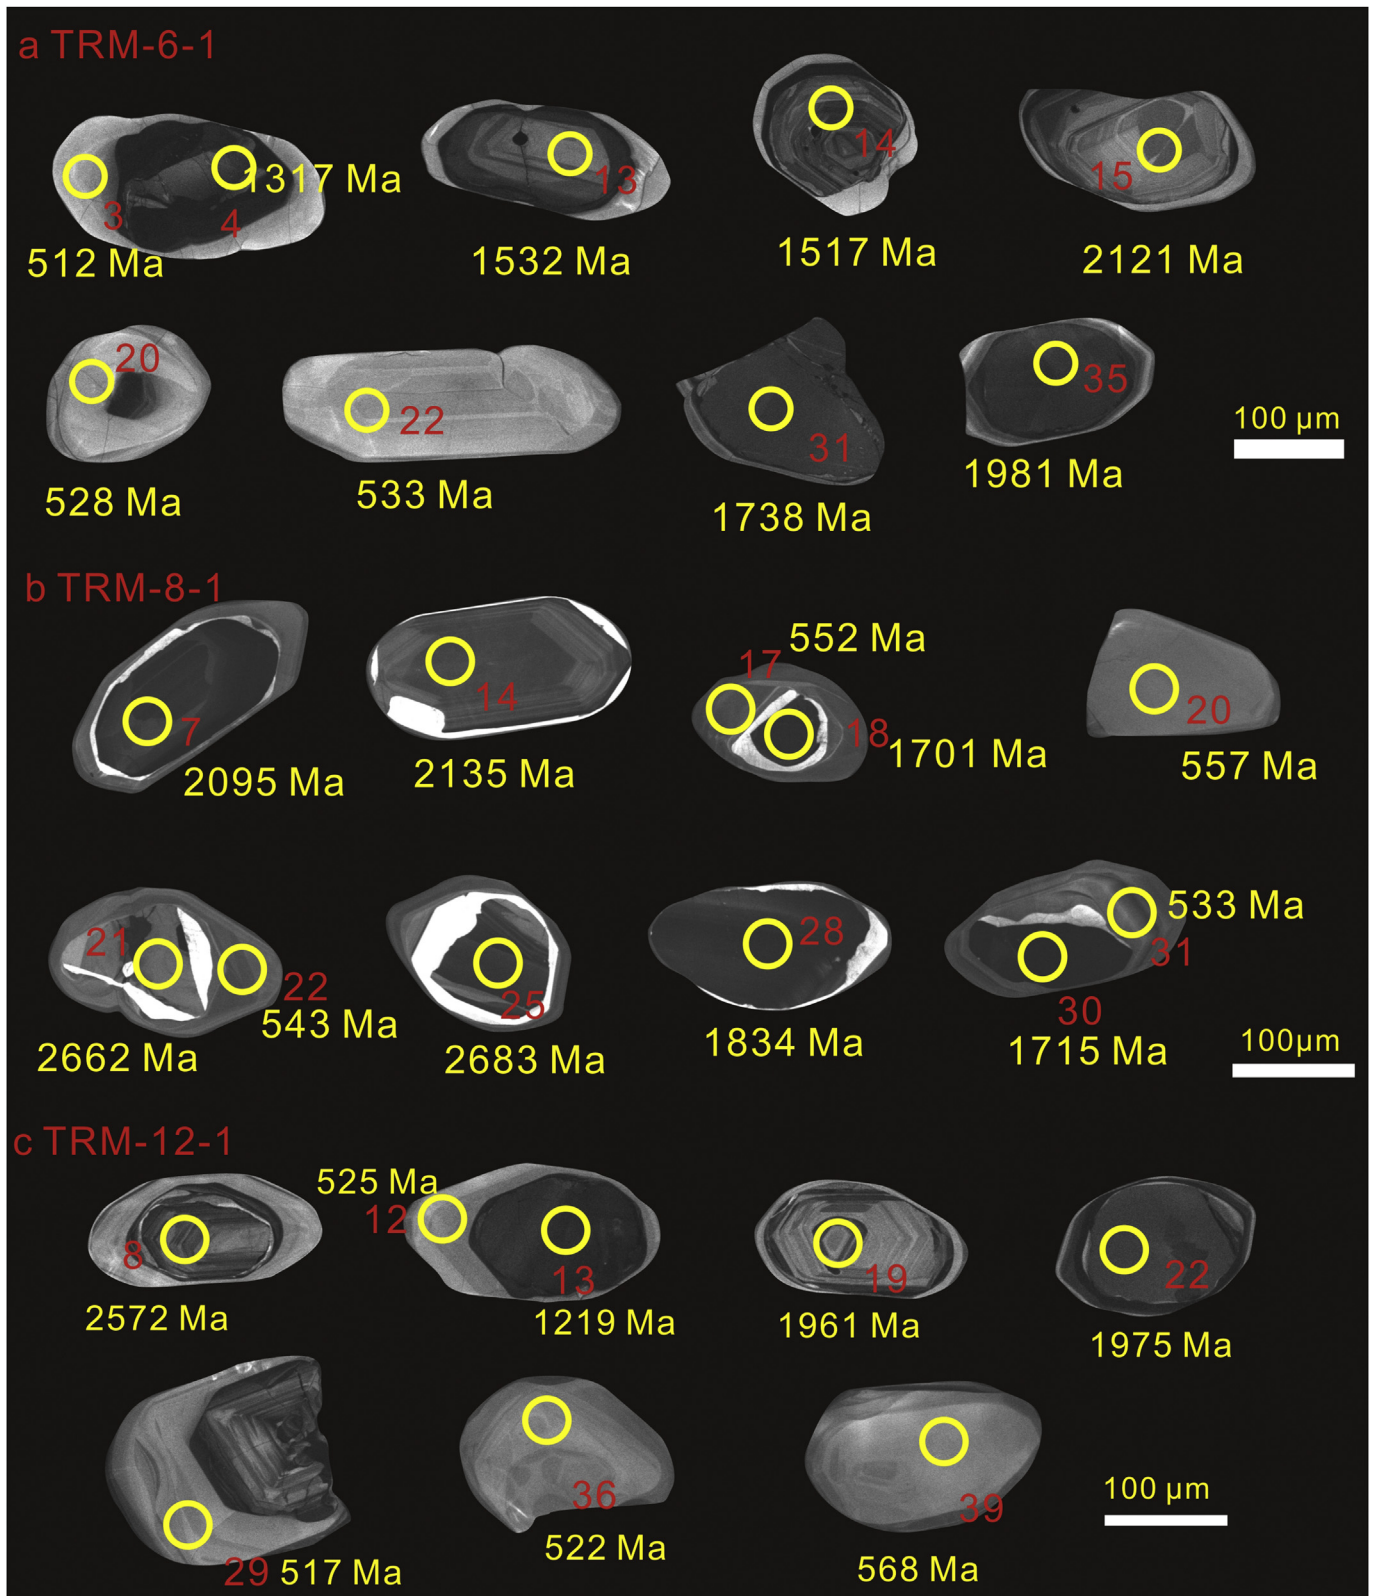 a TRM-6-1
3
512 Ma
4
1317 Ma
13
1532 Ma
14
1517 Ma
15
2121 Ma
20
528 Ma
22
533 Ma
31
1738 Ma
35
1981 Ma
100 µm
b TRM-8-1
7
2095 Ma
14
2135 Ma
17
552 Ma
18
1701 Ma
20
557 Ma
21
2662 Ma
22
543 Ma
25
2683 Ma
28
1834 Ma
30
1715 Ma
533 Ma
31
100µm
c TRM-12-1
8
2572 Ma
525 Ma
12
13
1219 Ma
19
1961 Ma
22
1975 Ma
29 517 Ma
36
522 Ma
39
568 Ma
100 µm